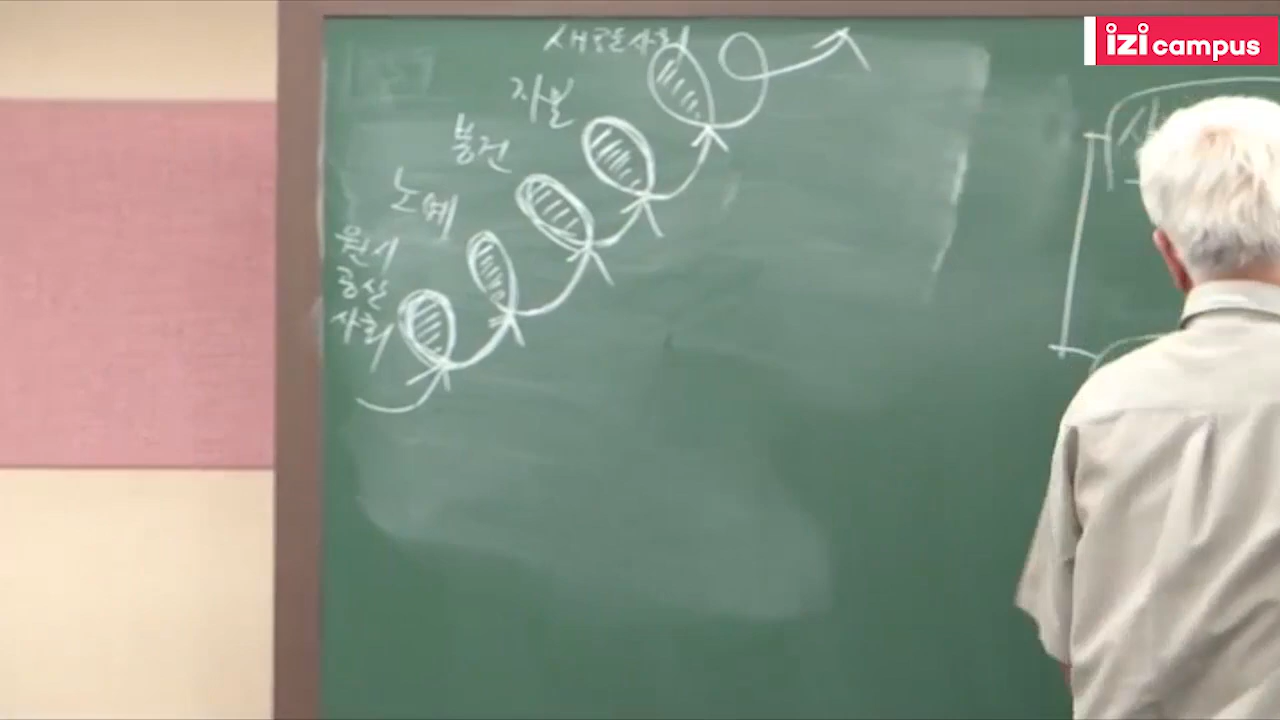 izi campus
새로운사회
자본
봉건
노예
원시
공산
사회